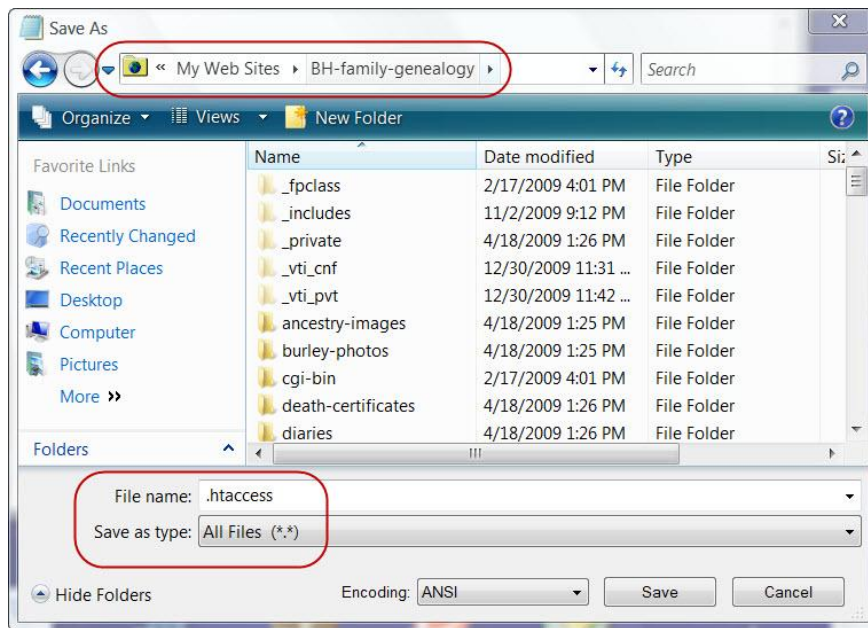 Save As
« My Web Sites ▸ BH-family-genealogy ▸ Search
Organize Views New Folder
Favorite Links
Documents
Recently Changed
Recent Places
Desktop
Computer
Pictures
More »
Folders
Name Date modified Type Siz
_fpclass 2/17/2009 4:01 PM File Folder
_includes 11/2/2009 9:12 PM File Folder
_private 4/18/2009 1:26 PM File Folder
_vti_cnf 12/30/2009 11:31 ... File Folder
_vti_pvt 12/30/2009 11:42 ... File Folder
ancestry-images 4/18/2009 1:25 PM File Folder
burley-photos 4/18/2009 1:25 PM File Folder
cgi-bin 2/17/2009 4:01 PM File Folder
death-certificates 4/18/2009 1:26 PM File Folder
diaries 4/18/2009 1:26 PM File Folder
File name: .htaccess
Save as type: All Files (*.*)
Hide Folders Encoding: ANSI Save Cancel